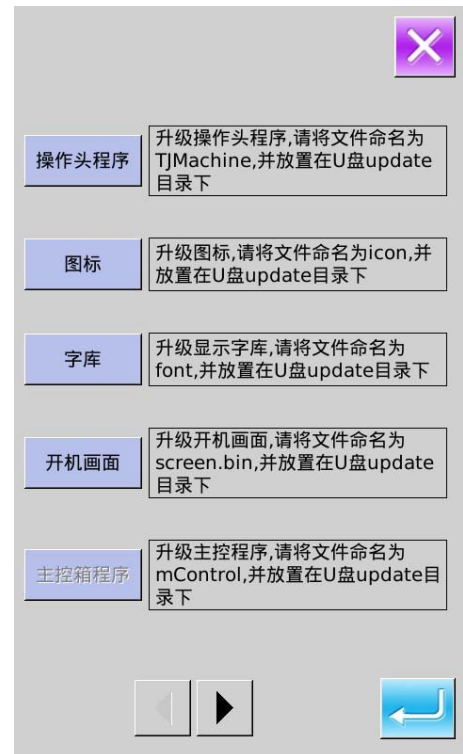 操作头程序
升级操作头程序,请将文件命名为
TJMachine,并放置在U盘update
目录下
图标
升级图标,请将文件命名为icon,并
放置在U盘update目录下
字库
升级显示字库,请将文件命名为
font,并放置在U盘update目录下
开机画面
升级开机画面,请将文件命名为
screen.bin,并放置在U盘update
目录下
主控箱程序
升级主控程序,请将文件命名为
mControl,并放置在U盘update目
录下